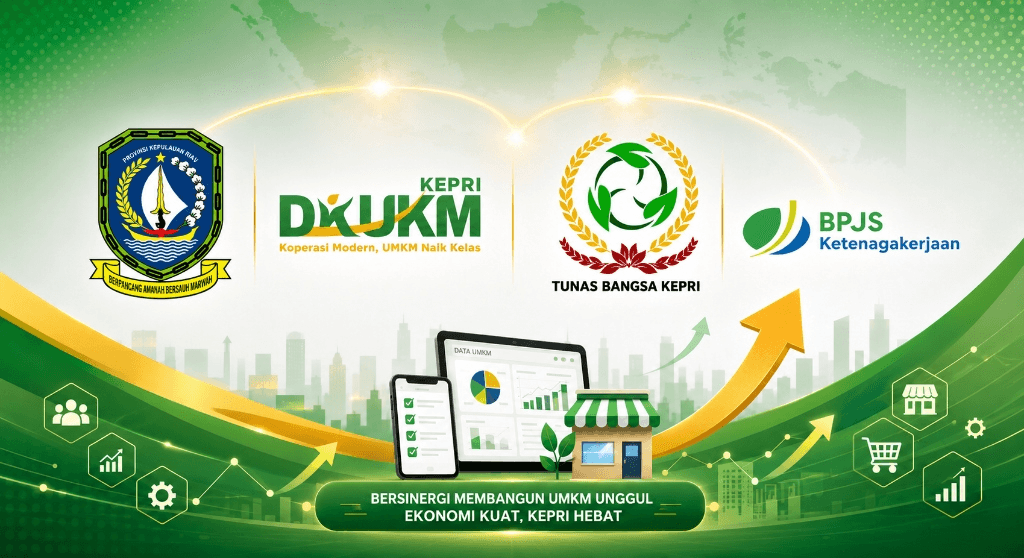 PROVINSI KEPULAUAN RIAU
BERPANCANG AMANAH BERSAUH MARWAH
KEPRI
DKUKM
Koperasi Modern, UMKM Naik Kelas
TUNAS BANGSA KEPRI
BPJS
Ketenagakerjaan
DATA UMKM
BERSINERGI MEMBANGUN UMKM UNGGUL
EKONOMI KUAT, KEPRI HEBAT